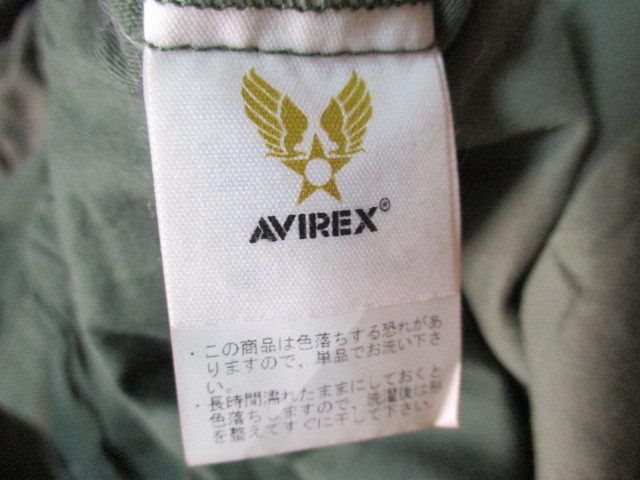 AVIREX®
・この商品は色落ちする恐れがあ
りますので、単品でお洗い下さ
い。
・長時間濡れたままにしておくと
色落ちしますので、洗濯後は形
を整えてすぐに干して下さい。